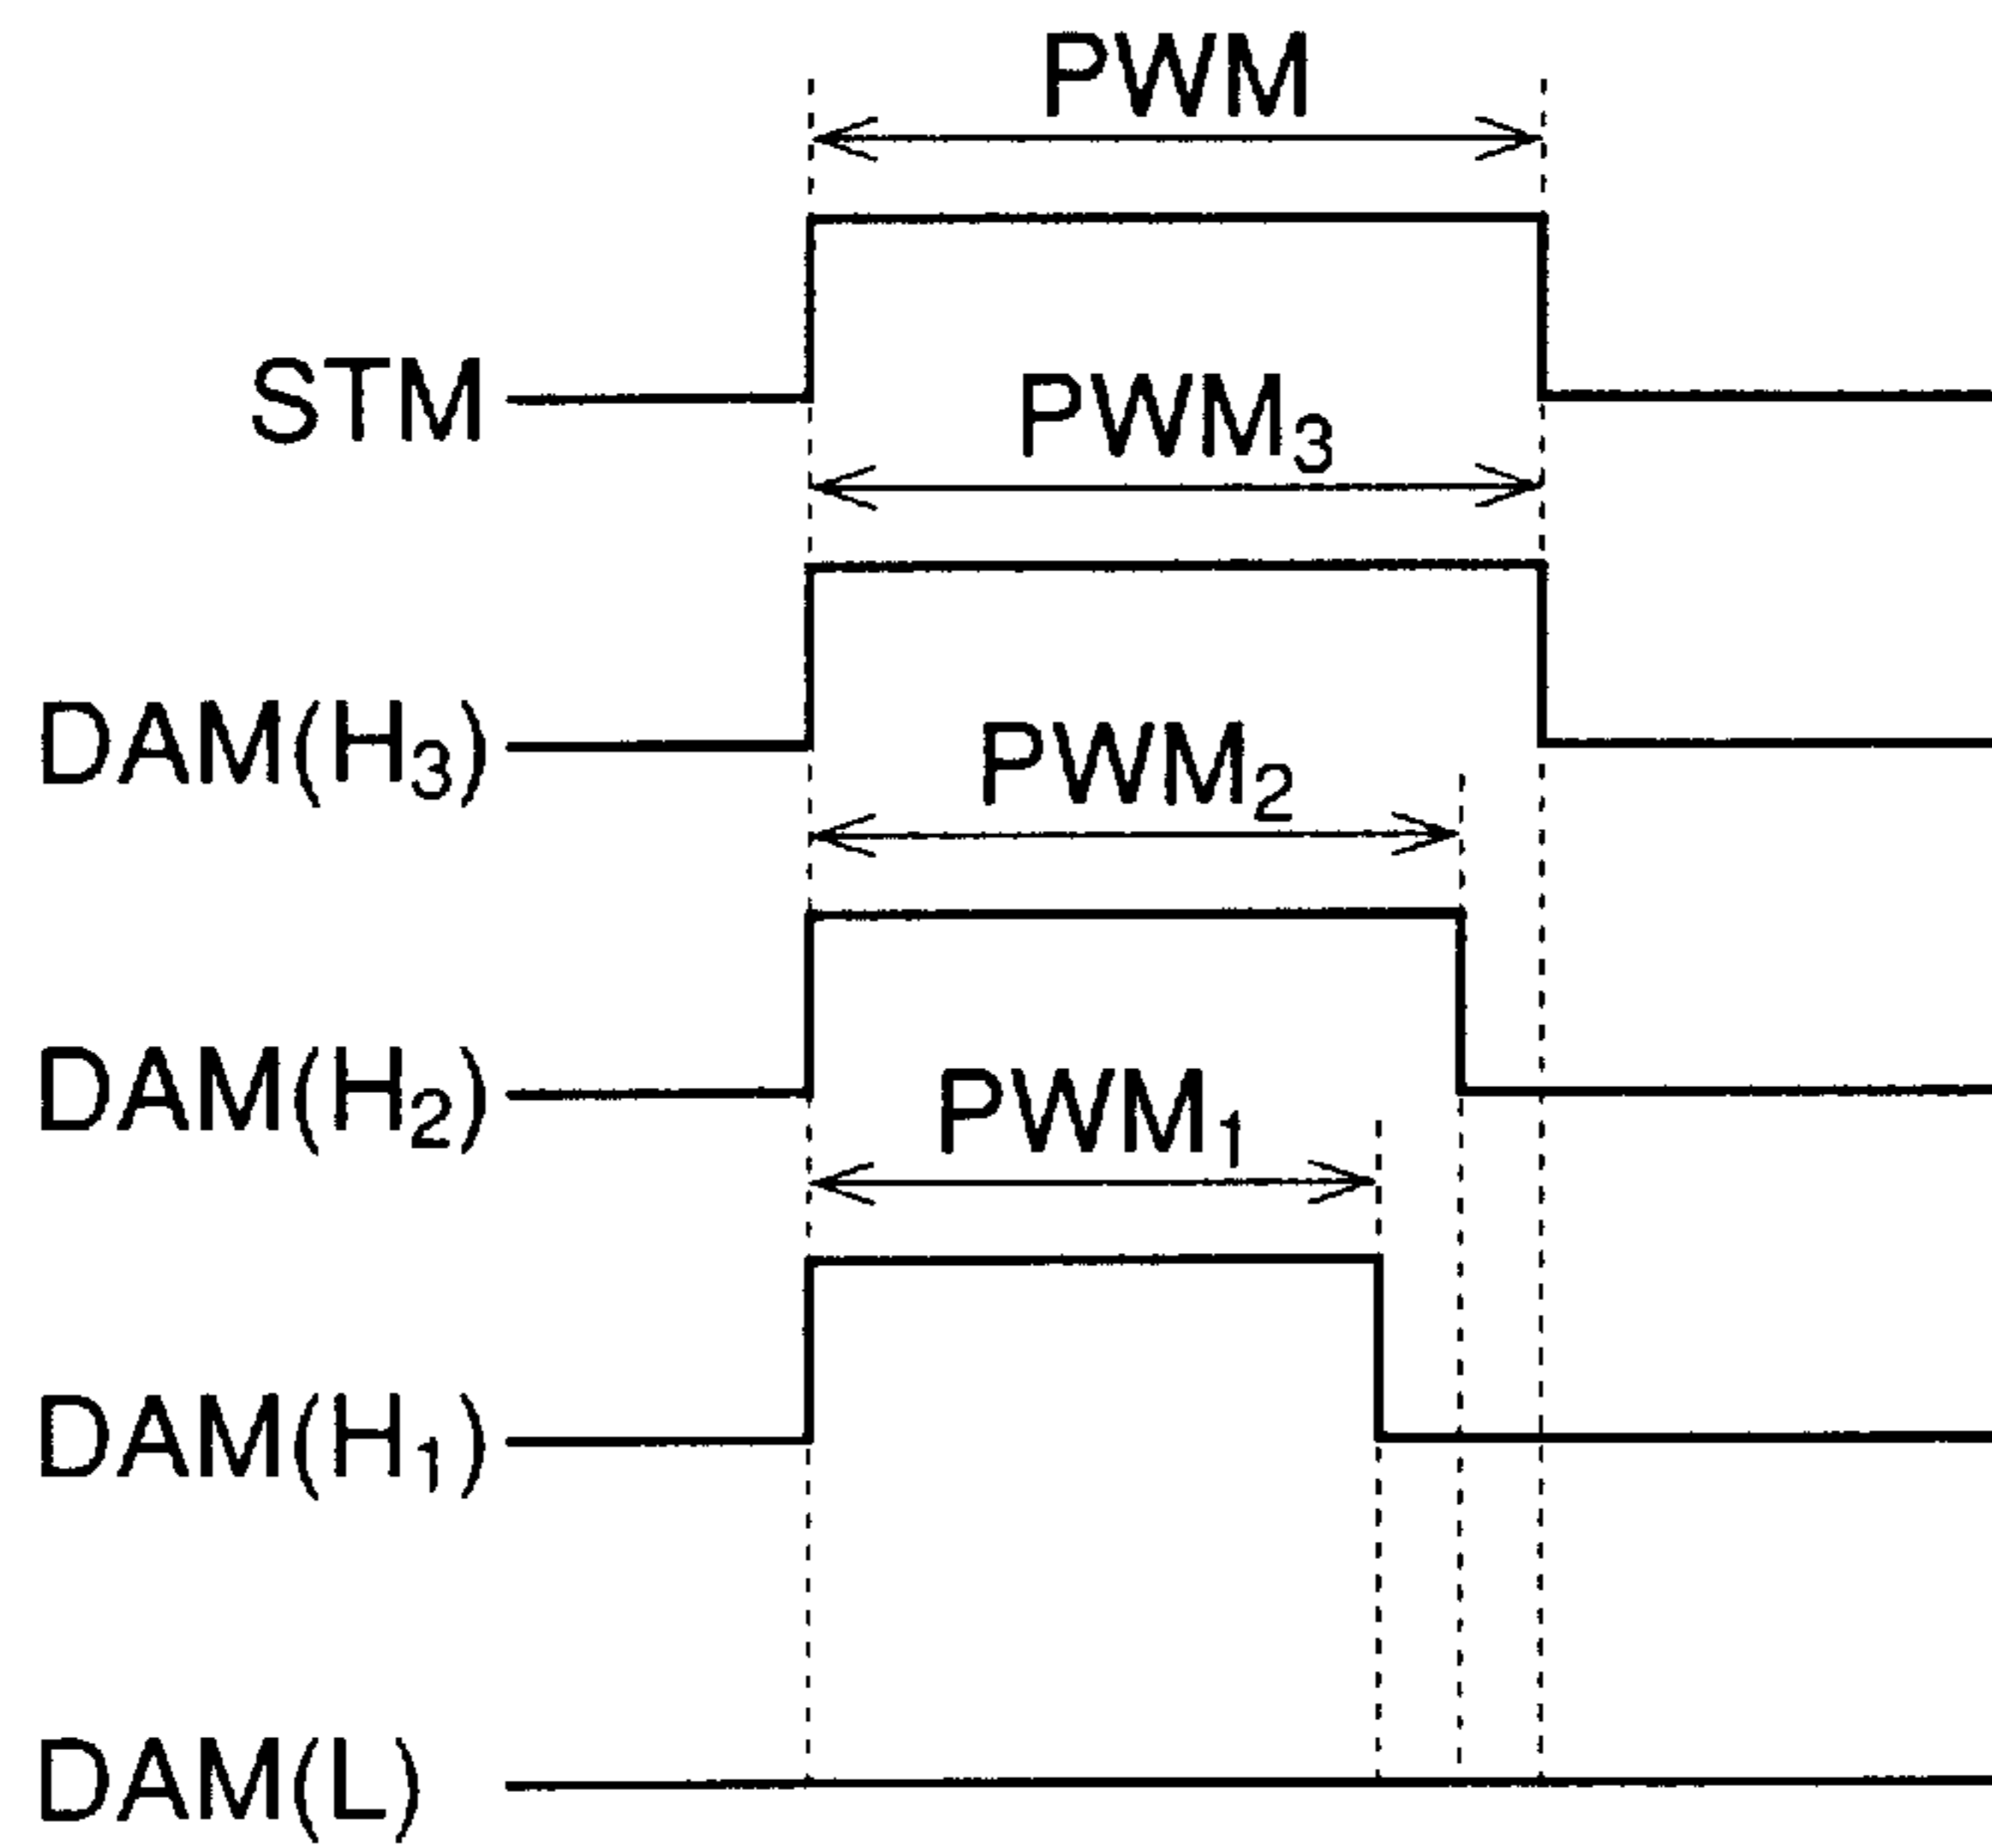 PWM
STM
PWM₃
DAM(H₃)
PWM₂
DAM(H₂)
PWM₁
DAM(H₁)
DAM(L)